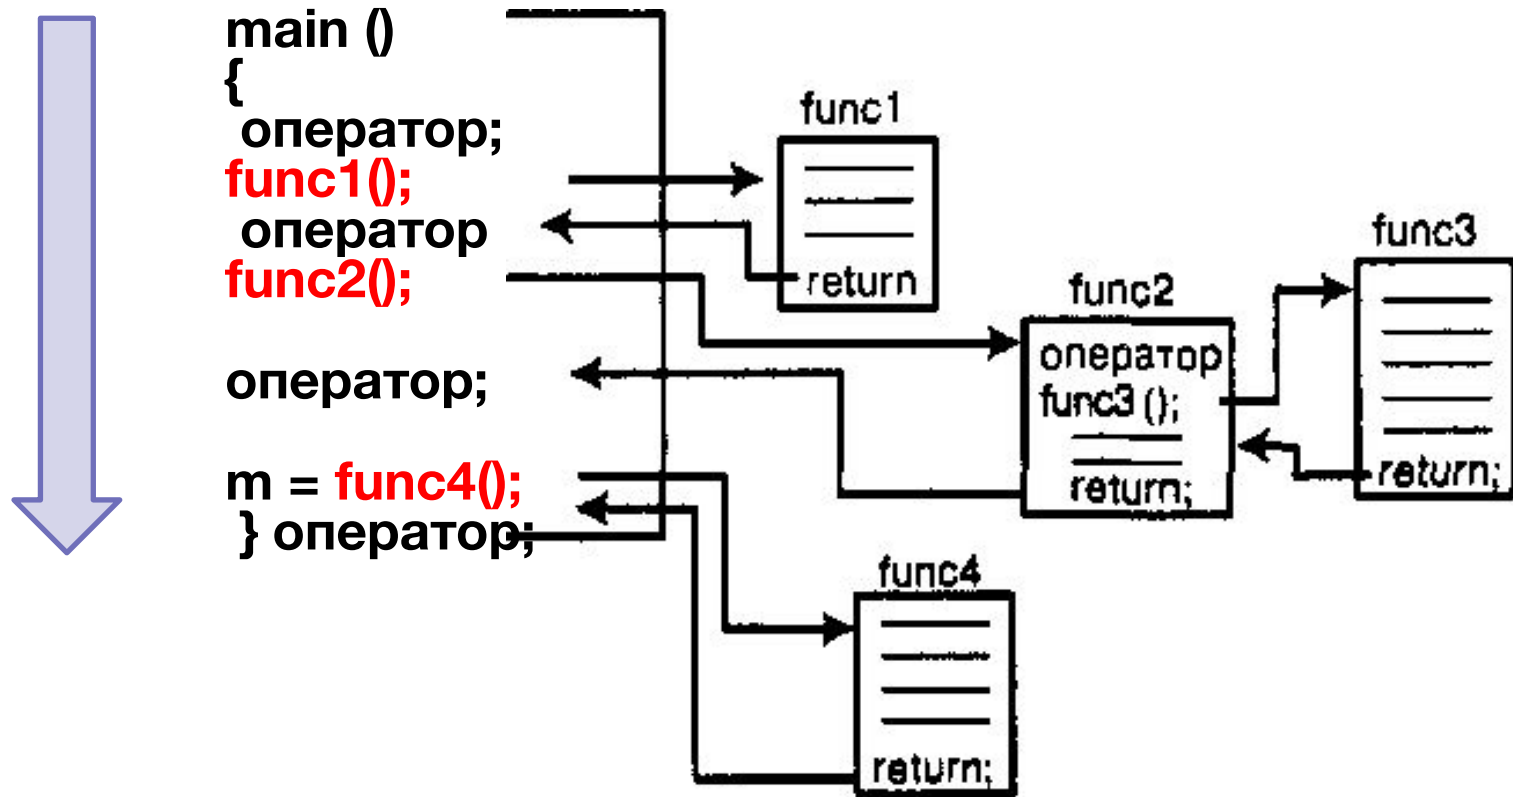 main ()
{
оператор;
func1();
оператор
func2();
оператор;
m = func4();
} оператор;
func1
return
func2
оператор
func3 ();
return;
func3
return;
func4
return;